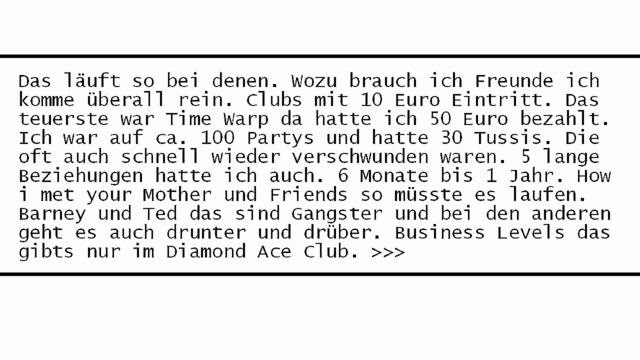 Das läuft so bei denen. Wozu brauch ich Freunde ich
komme überall rein. Clubs mit 10 Euro Eintritt. Das
teuerste war Time Warp da hatte ich 50 Euro bezahlt.
Ich war auf ca. 100 Partys und hatte 30 Tussis. Die
oft auch schnell wieder verschwunden waren. 5 lange
Beziehungen hatte ich auch. 6 Monate bis 1 Jahr. How
i met your Mother und Friends so müsste es laufen.
Barney und Ted das sind Gangster und bei den anderen
geht es auch drunter und drüber. Business Levels das
gibts nur im Diamond Ace Club. >>>